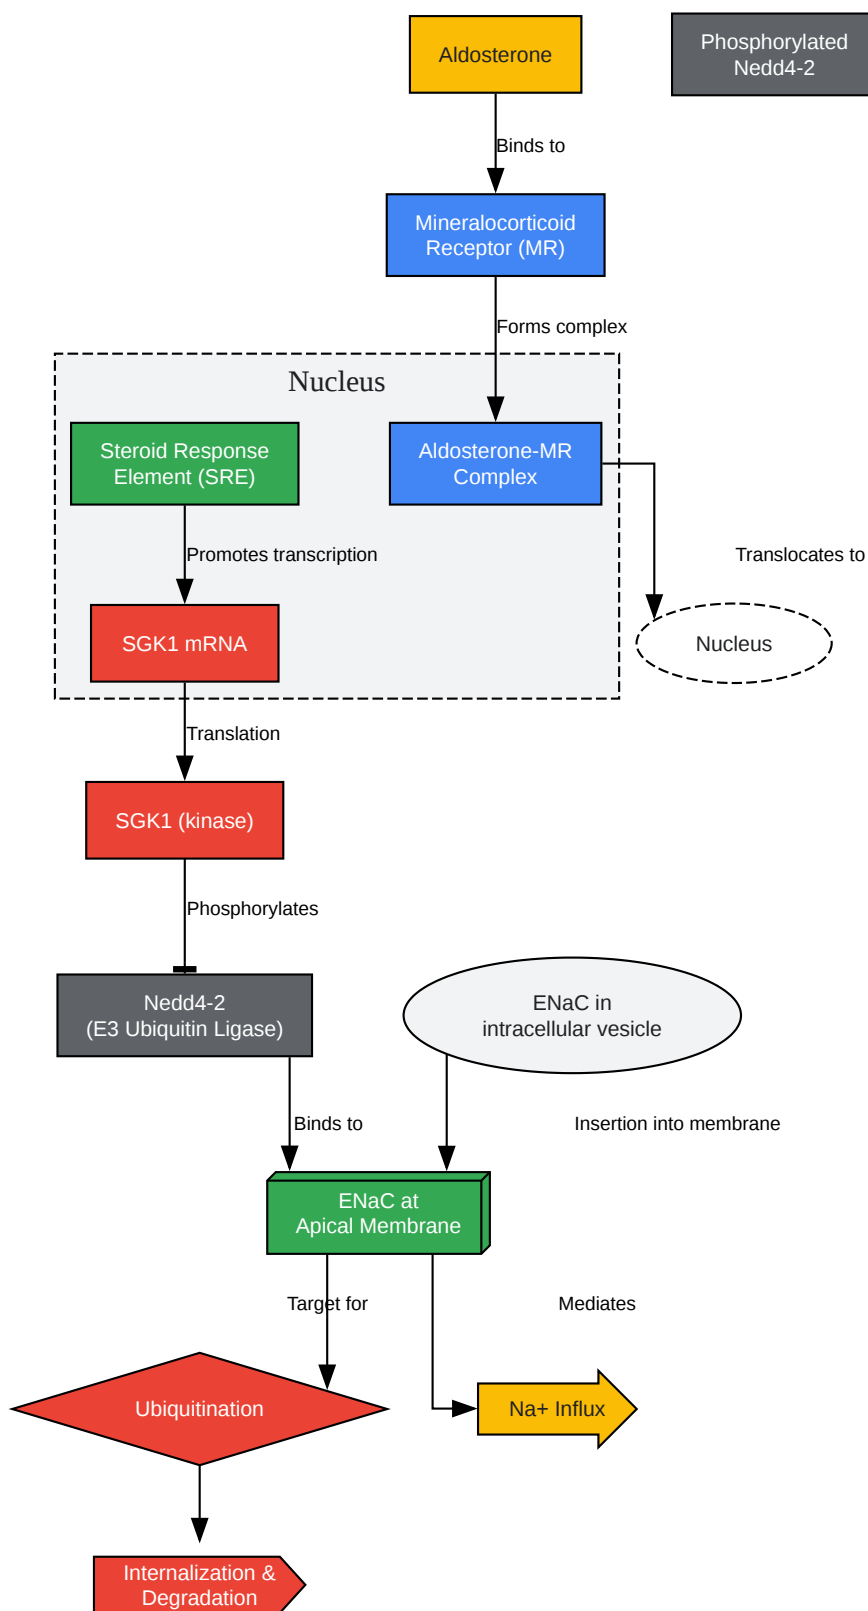 Aldosterone
Phosphorylated
Nedd4-2
Binds to
Mineralocorticoid
Receptor (MR)
Forms complex
Nucleus
Steroid Response
Element (SRE)
Aldosterone-MR
Complex
Promotes transcription
Translocates to
SGK1 mRNA
Nucleus
Translation
SGK1 (kinase)
Phosphorylates
Nedd4-2
(E3 Ubiquitin Ligase)
ENaC in
intracellular vesicle
Binds to
Insertion into membrane
ENaC at
Apical Membrane
Target for
Mediates
Ubiquitination
Na+ Influx
Internalization &
Degradation